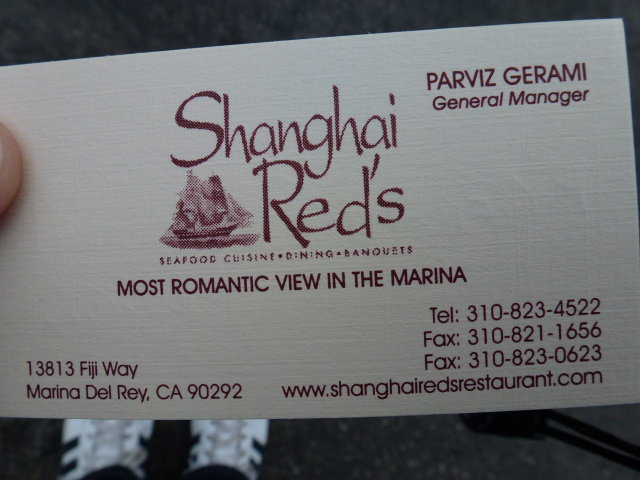 PARVIZ GERAMI
General Manager
Shanghai
Red's
SEAFOOD CUISINE•DINING•BANQUETS
MOST ROMANTIC VIEW IN THE MARINA
Tel: 310-823-4522
Fax: 310-821-1656
Fax: 310-823-0623
13813 Fiji Way
Marina Del Rey, CA 90292
www.shanghairedsrestaurant.com